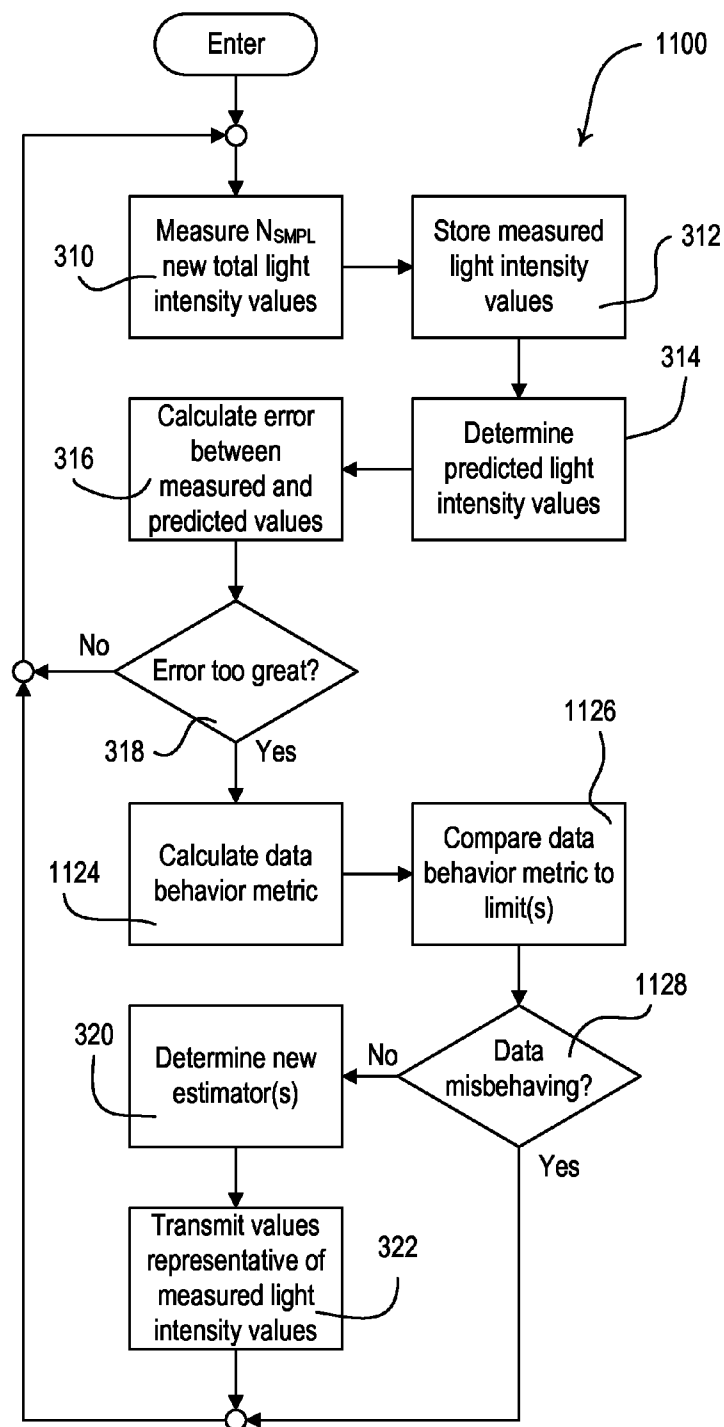 Enter
1100
310
Measure NSMPL
new total light
intensity values
Store measured
light intensity
values
312
314
316
Calculate error
between
measured and
predicted values
Determine
predicted light
intensity values
No
Error too great?
318
Yes
1126
1124
Calculate data
behavior metric
Compare data
behavior metric to
limit(s)
1128
320
Determine new
estimator(s)
No
Data
misbehaving?
Yes
Transmit values
representative of
measured light
intensity values
322